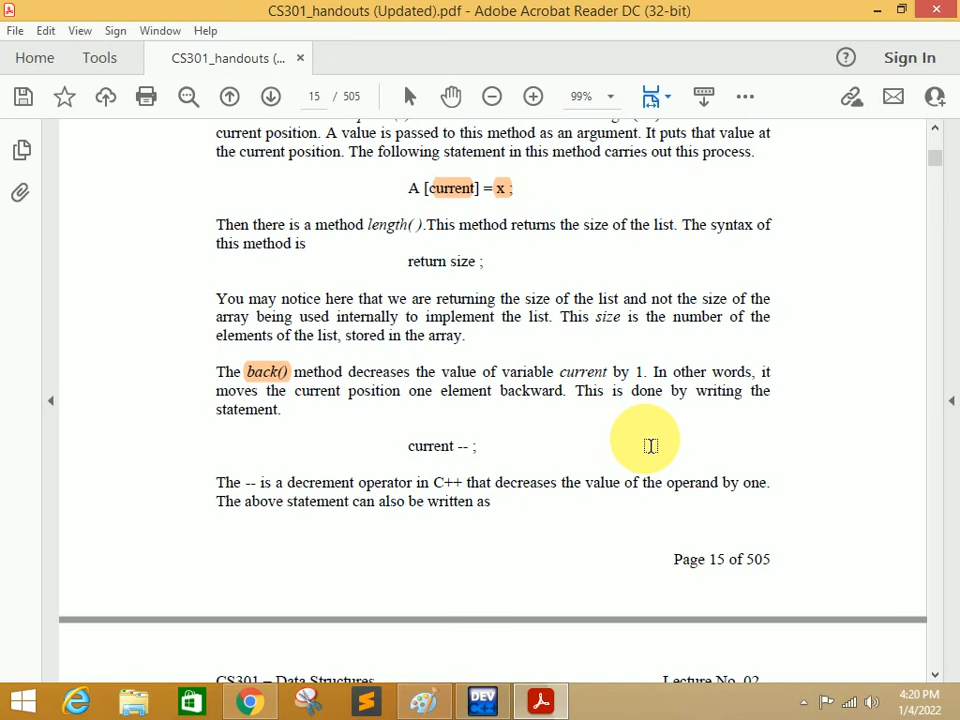 CS301_handouts (Updated).pdf - Adobe Acrobat Reader DC (32-bit)
File Edit View Sign Window Help
Home Tools CS301_handouts (... × Sign In
15 / 505 99%
current position. A value is passed to this method as an argument. It puts that value at
the current position. The following statement in this method carries out this process.
A [current] = x ;
Then there is a method length( ).This method returns the size of the list. The syntax of
this method is
return size ;
You may notice here that we are returning the size of the list and not the size of the
array being used internally to implement the list. This size is the number of the
elements of the list, stored in the array.
The back() method decreases the value of variable current by 1. In other words, it
moves the current position one element backward. This is done by writing the
statement.
current -- ;
The -- is a decrement operator in C++ that decreases the value of the operand by one.
The above statement can also be written as
Page 15 of 505
CS301 – Data Structures Lecture No. 02
DEV
4:20 PM
1/4/2022